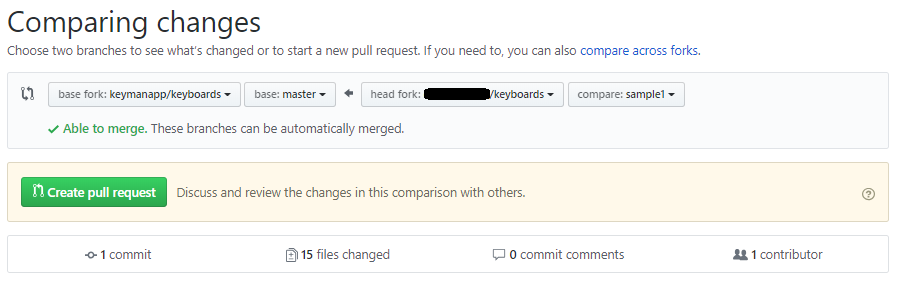 Comparing changes
Choose two branches to see what's changed or to start a new pull request. If you need to, you can also compare across forks.
base fork: keymanapp/keyboards base: master head fork: /keyboards compare: sample1
Able to merge. These branches can be automatically merged.
Create pull request Discuss and review the changes in this comparison with others.
1 commit 15 files changed 0 commit comments 1 contributor